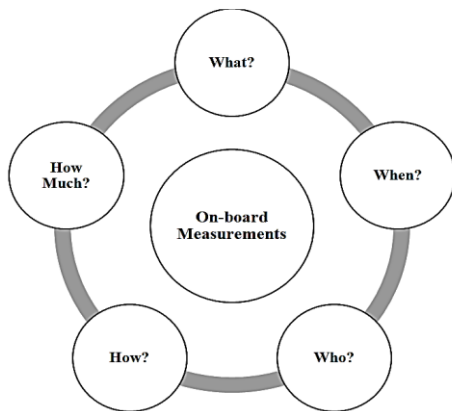 What?
When?
Who?
How?
How
Much?
On-board
Measurements